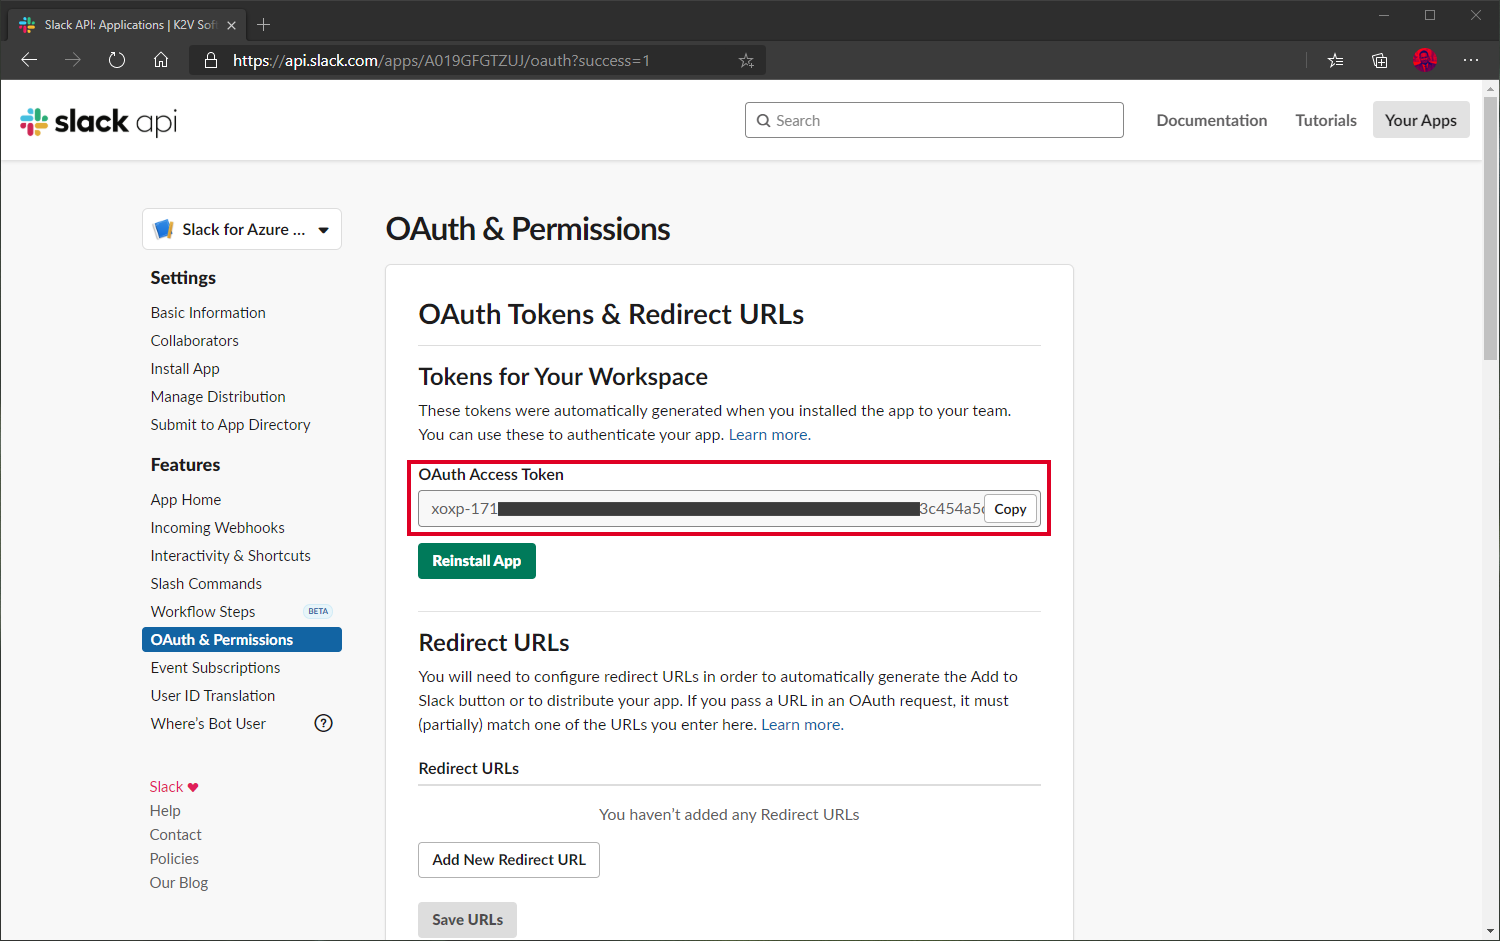 Slack API: Applications | K2V Sof
https://api.slack.com/apps/A019GFGTZUJ/oauth?success=1
slack api
Search
Documentation
Tutorials
Your Apps
Slack for Azure ...
Settings
Basic Information
Collaborators
Install App
Manage Distribution
Submit to App Directory
Features
App Home
Incoming Webhooks
Interactivity & Shortcuts
Slash Commands
Workflow Steps BETA
OAuth & Permissions
Event Subscriptions
User ID Translation
Where's Bot User ?
Slack ♥
Help
Contact
Policies
Our Blog
OAuth & Permissions
OAuth Tokens & Redirect URLs
Tokens for Your Workspace
These tokens were automatically generated when you installed the app to your team.
You can use these to authenticate your app. Learn more.
OAuth Access Token
xoxp-171 3c454a5 Copy
Reinstall App
Redirect URLs
You will need to configure redirect URLs in order to automatically generate the Add to
Slack button or to distribute your app. If you pass a URL in an OAuth request, it must
(partially) match one of the URLs you enter here. Learn more.
Redirect URLs
You haven't added any Redirect URLs
Add New Redirect URL
Save URLs